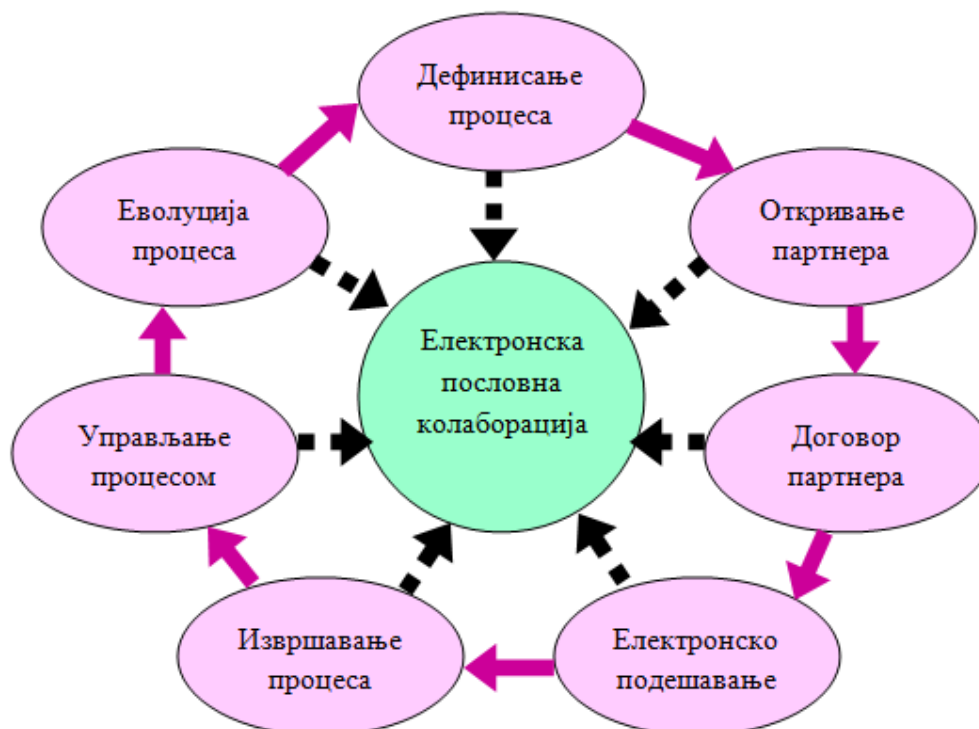 Дефинисање
процеса
Откривање
партнера
Договор
партнера
Електронско
подешавање
Извршавање
процеса
Управљање
процесом
Еволуција
процеса
Електронска
пословна
колаборација